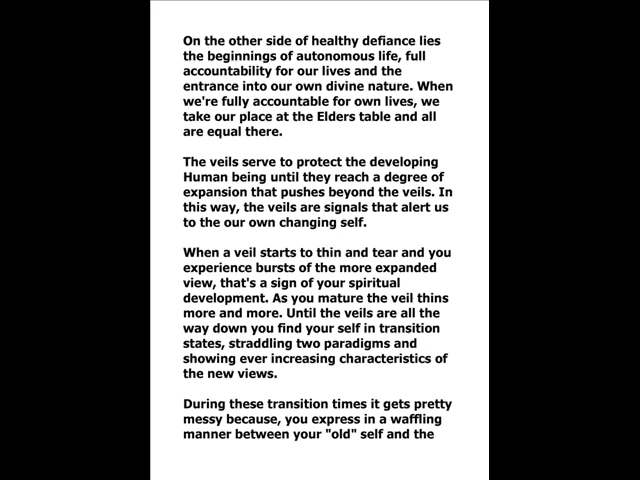 On the other side of healthy defiance lies
the beginnings of autonomous life, full
accountability for our lives and the
entrance into our own divine nature. When
we're fully accountable for own lives, we
take our place at the Elders table and all
are equal there.
The veils serve to protect the developing
Human being until they reach a degree of
expansion that pushes beyond the veils. In
this way, the veils are signals that alert us
to the our own changing self.
When a veil starts to thin and tear and you
experience bursts of the more expanded
view, that's a sign of your spiritual
development. As you mature the veil thins
more and more. Until the veils are all the
way down you find your self in transition
states, straddling two paradigms and
showing ever increasing characteristics of
the new views.
During these transition times it gets pretty
messy because, you express in a waffling
manner between your "old" self and the